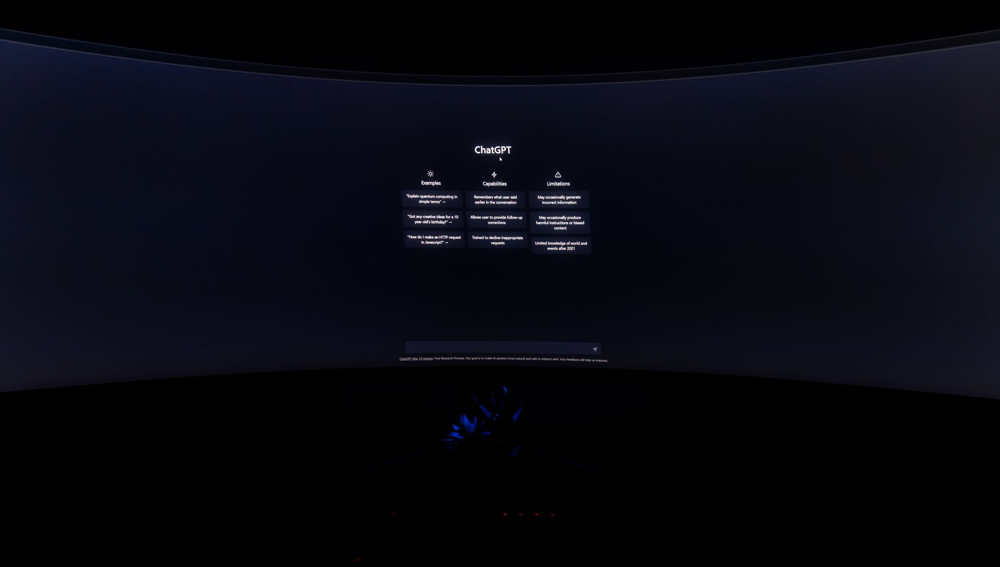 ChatGPT
Examples
"Explain quantum computing in
simple terms" →
"Got any creative ideas for a 10
year old's birthday?" →
"How do I make an HTTP request
in Javascript?" →
Capabilities
Remembers what user said
earlier in the conversation
Allows user to provide follow-up
corrections
Trained to decline inappropriate
requests
Limitations
May occasionally generate
incorrect information
May occasionally produce
harmful instructions or biased
content
Limited knowledge of world and
events after 2021
ChatGPT Mar 14 Version. Free Research Preview. Our goal is to make AI systems more natural and safe to interact with. Your feedback will help us improve.